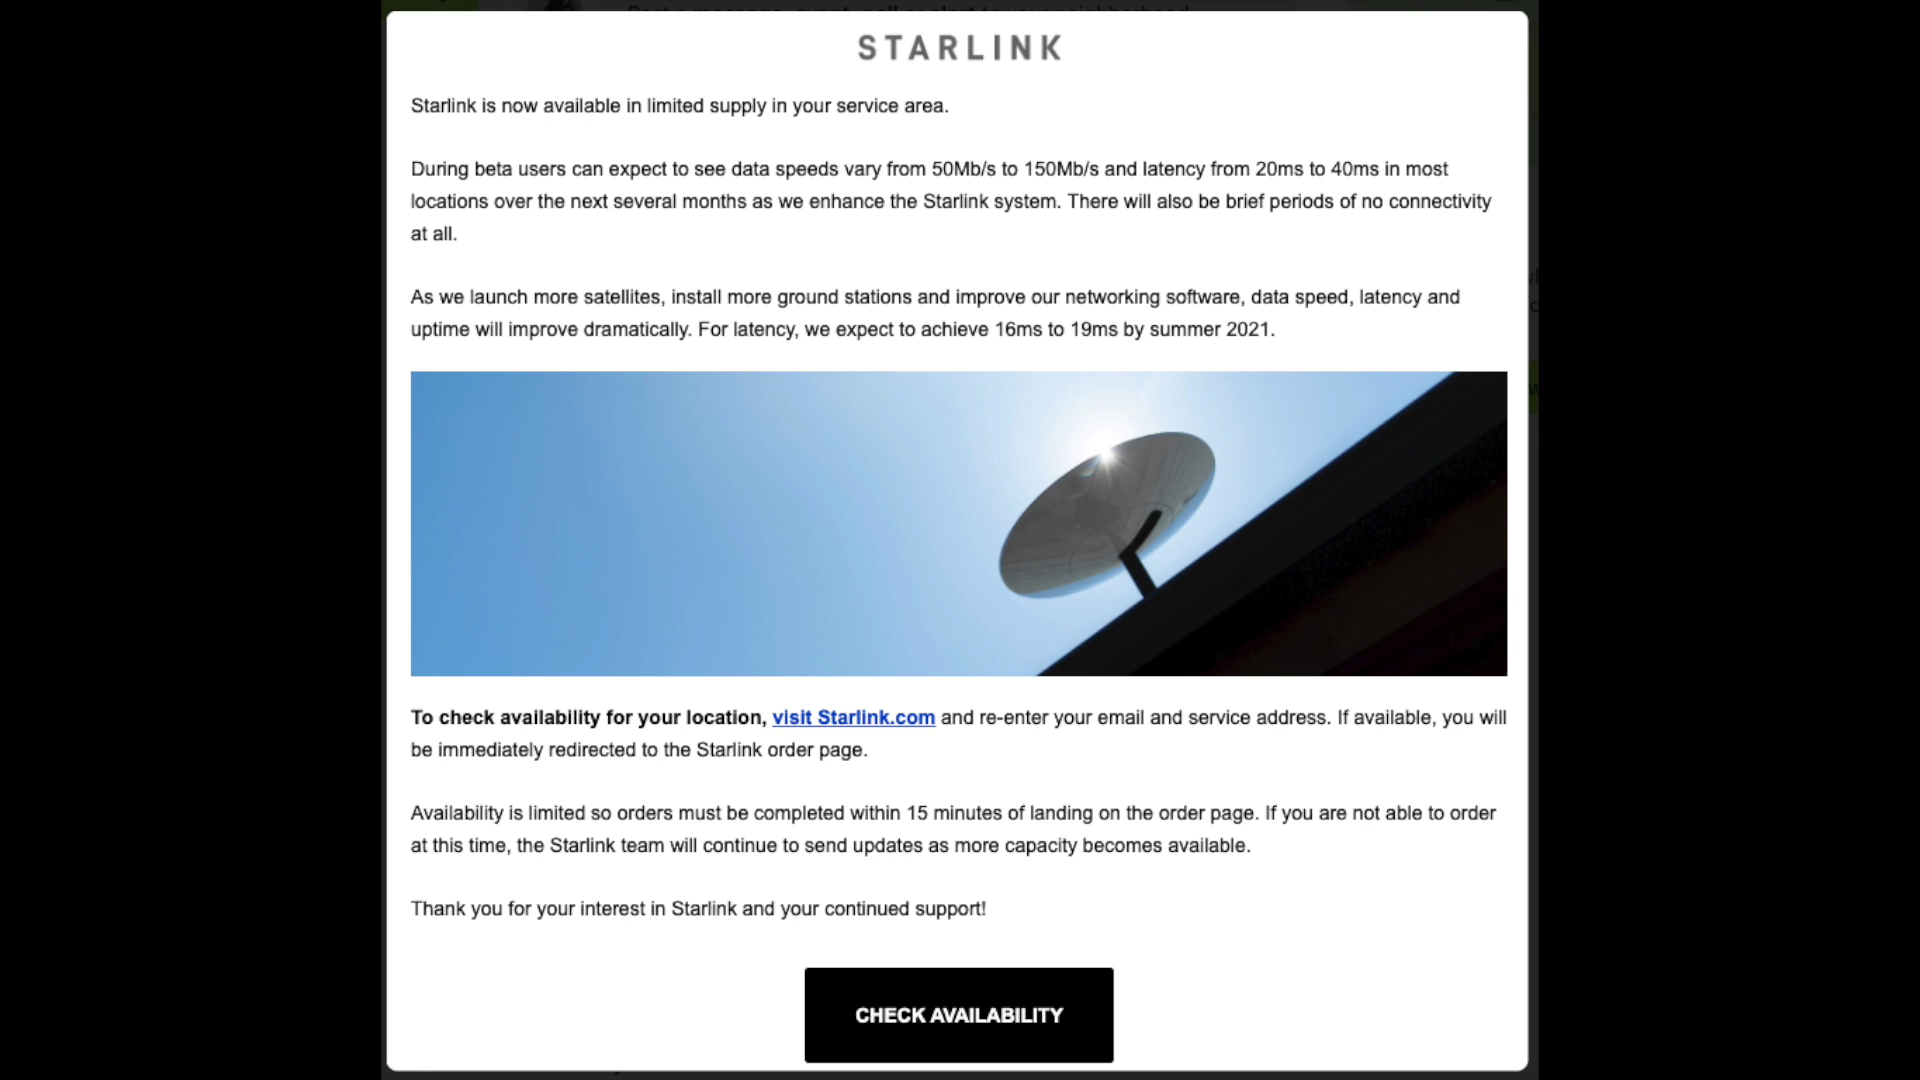 STARLINK
Starlink is now available in limited supply in your service area.
During beta users can expect to see data speeds vary from 50Mb/s to 150Mb/s and latency from 20ms to 40ms in most
locations over the next several months as we enhance the Starlink system. There will also be brief periods of no connectivity
at all.
As we launch more satellites, install more ground stations and improve our networking software, data speed, latency and
uptime will improve dramatically. For latency, we expect to achieve 16ms to 19ms by summer 2021.
To check availability for your location, visit Starlink.com and re-enter your email and service address. If available, you will
be immediately redirected to the Starlink order page.
Availability is limited so orders must be completed within 15 minutes of landing on the order page. If you are not able to order
at this time, the Starlink team will continue to send updates as more capacity becomes available.
Thank you for your interest in Starlink and your continued support!
CHECK AVAILABILITY